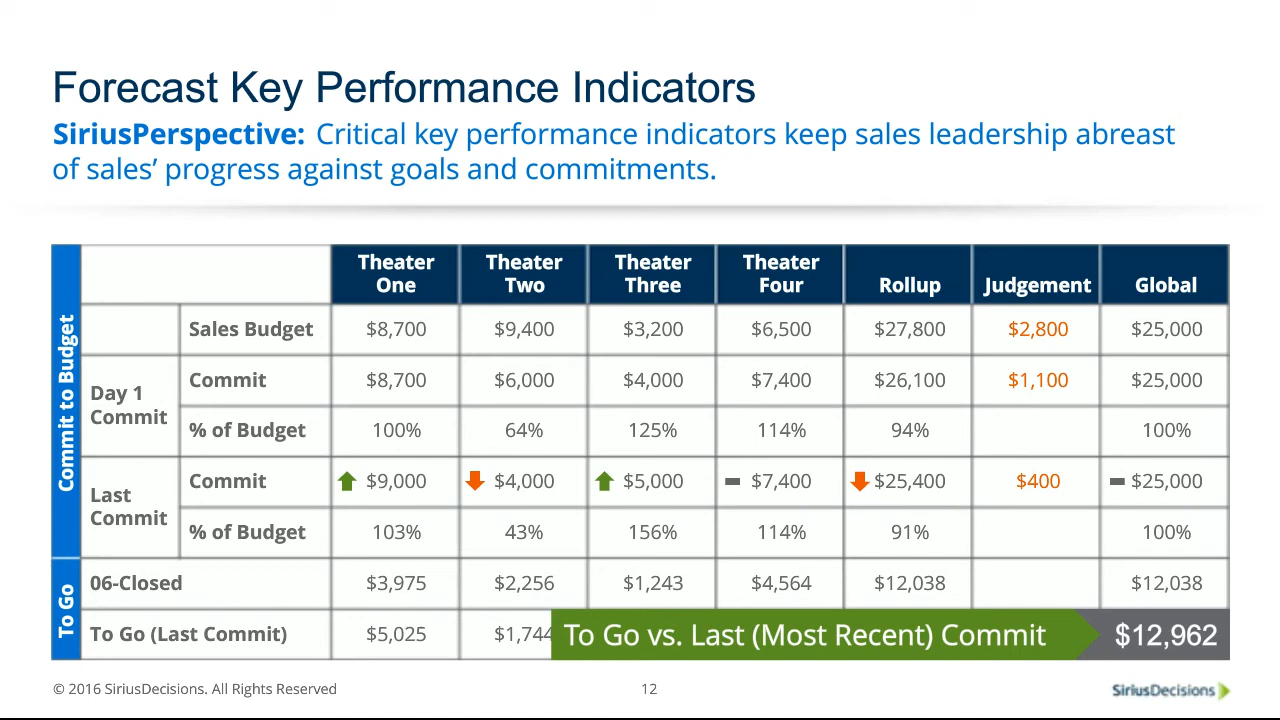 Forecast Key Performance Indicators
SiriusPerspective: Critical key performance indicators keep sales leadership abreast
of sales’ progress against goals and commitments.
Commit to Budget
Theater One Theater Two Theater Three Theater Four Rollup Judgement Global
Sales Budget $8,700 $9,400 $3,200 $6,500 $27,800 $2,800 $25,000
Day 1 Commit
Commit $8,700 $6,000 $4,000 $7,400 $26,100 $1,100 $25,000
% of Budget 100% 64% 125% 114% 94% 100%
Last Commit
Commit $9,000 $4,000 $5,000 $7,400 $25,400 $400 $25,000
% of Budget 103% 43% 156% 114% 91% 100%
To Go
06-Closed $3,975 $2,256 $1,243 $4,564 $12,038 $12,038
To Go (Last Commit) $5,025 $1,744 To Go vs. Last (Most Recent) Commit $12,962
© 2016 SiriusDecisions. All Rights Reserved 12 SiriusDecisions